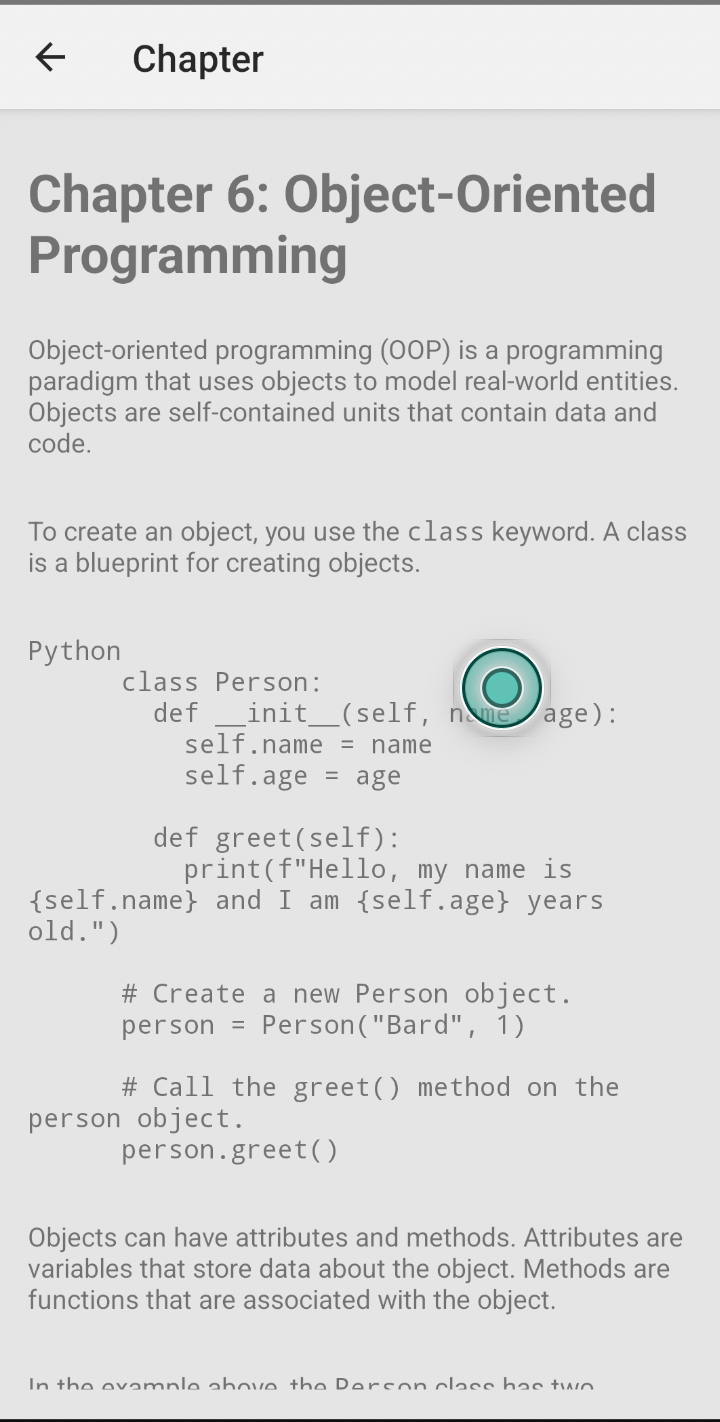 Chapter
Chapter 6: Object-Oriented
Programming
Object-oriented programming (OOP) is a programming
paradigm that uses objects to model real-world entities.
Objects are self-contained units that contain data and
code.
To create an object, you use the class keyword. A class
is a blueprint for creating objects.
Python
class Person:
def __init__(self, name, age):
self.name = name
self.age = age
def greet(self):
print(f"Hello, my name is
{self.name} and I am {self.age} years
old.")
# Create a new Person object.
person = Person("Bard", 1)
# Call the greet() method on the
person object.
person.greet()
Objects can have attributes and methods. Attributes are
variables that store data about the object. Methods are
functions that are associated with the object.
In the example above, the Person class has two